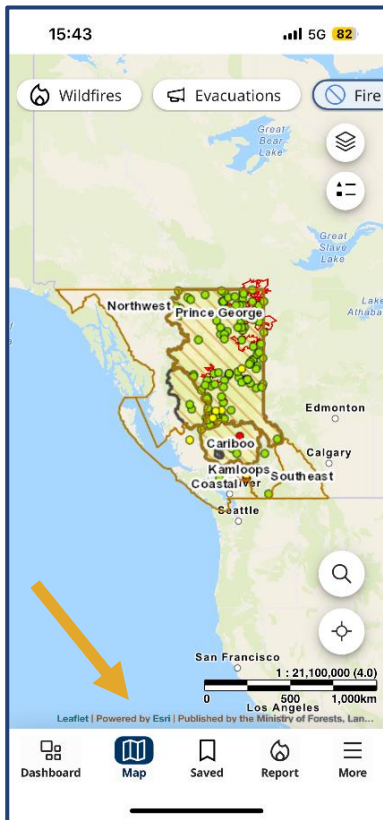 15:43
5G 82
Wildfires
Evacuations
Fire
Great
Bear
Lake
Great
Slave
Lake
Lake
Athaba
Northwest
Prince George
Edmonton
Cariboo
Calgary
Kamloops
Southeast
Coastal
ver
Seattle
San Francisco
1 : 21,100,000 (4.0)
0 500 1,000km
Los Angeles
Leaflet | Powered by Esri | Published by the Ministry of Forests, Lan...
Dashboard
Map
Saved
Report
More